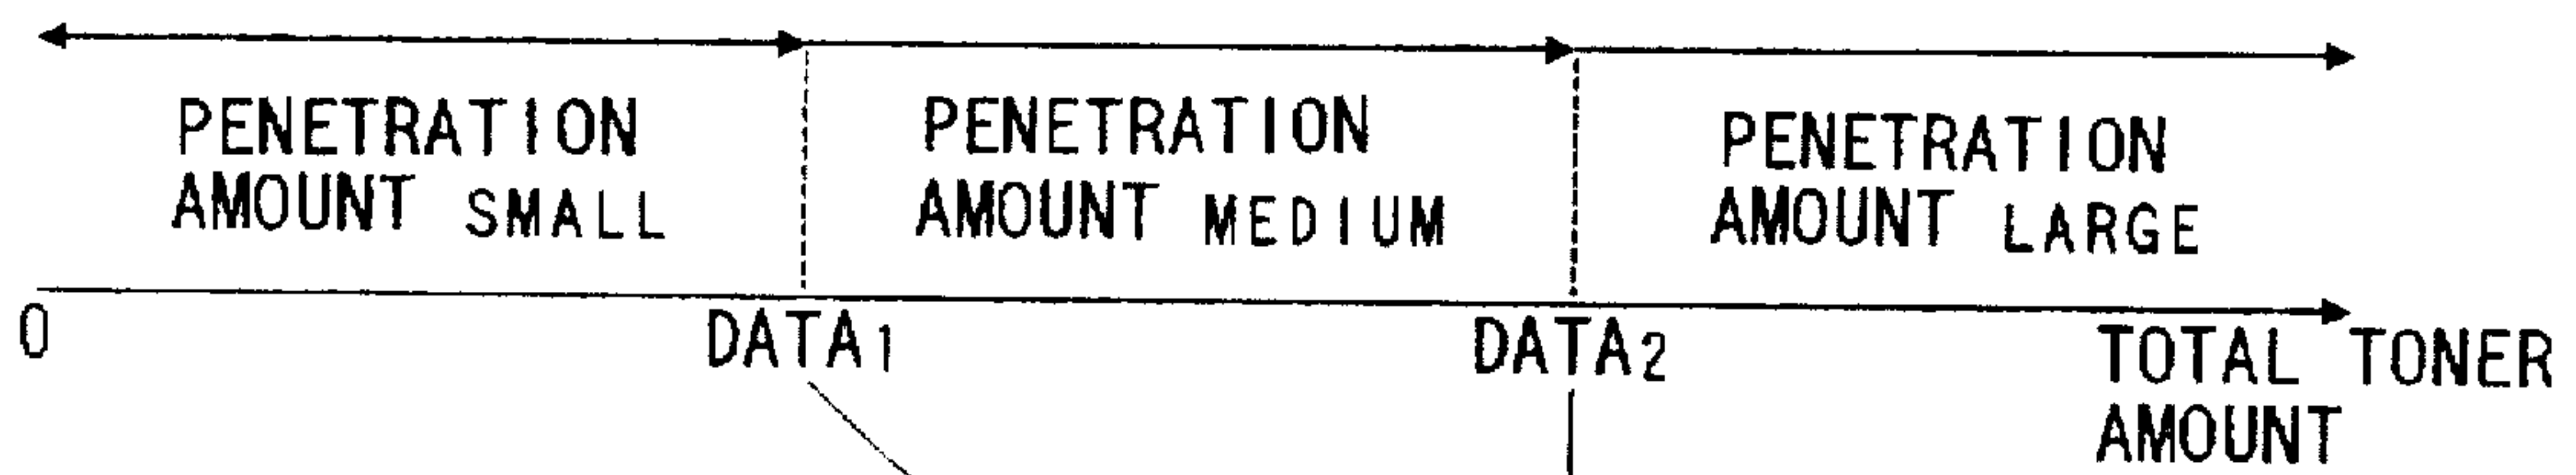 PENETRATION
AMOUNT SMALL
PENETRATION
AMOUNT MEDIUM
PENETRATION
AMOUNT LARGE
0
DATA1
DATA2
TOTAL TONER
AMOUNT